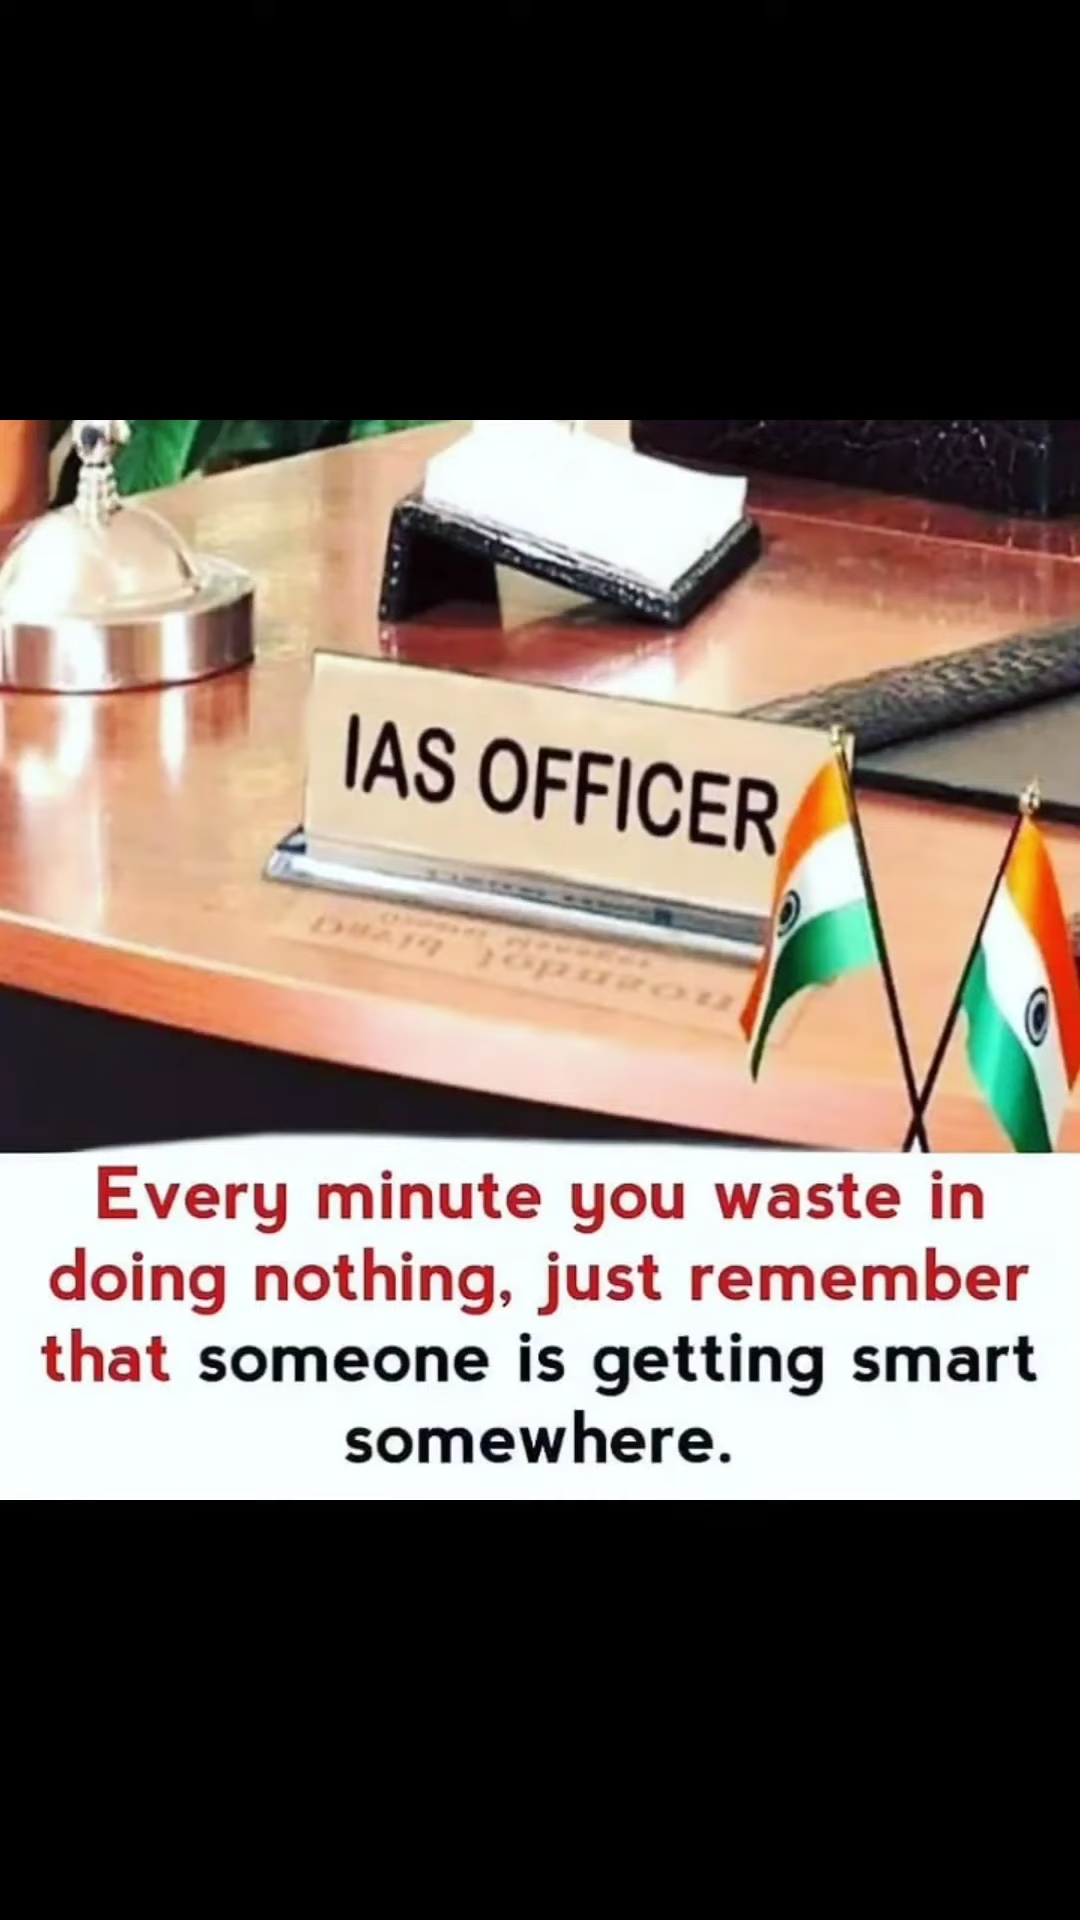 IAS OFFICER
Every minute you waste in
doing nothing, just remember
that someone is getting smart
somewhere.